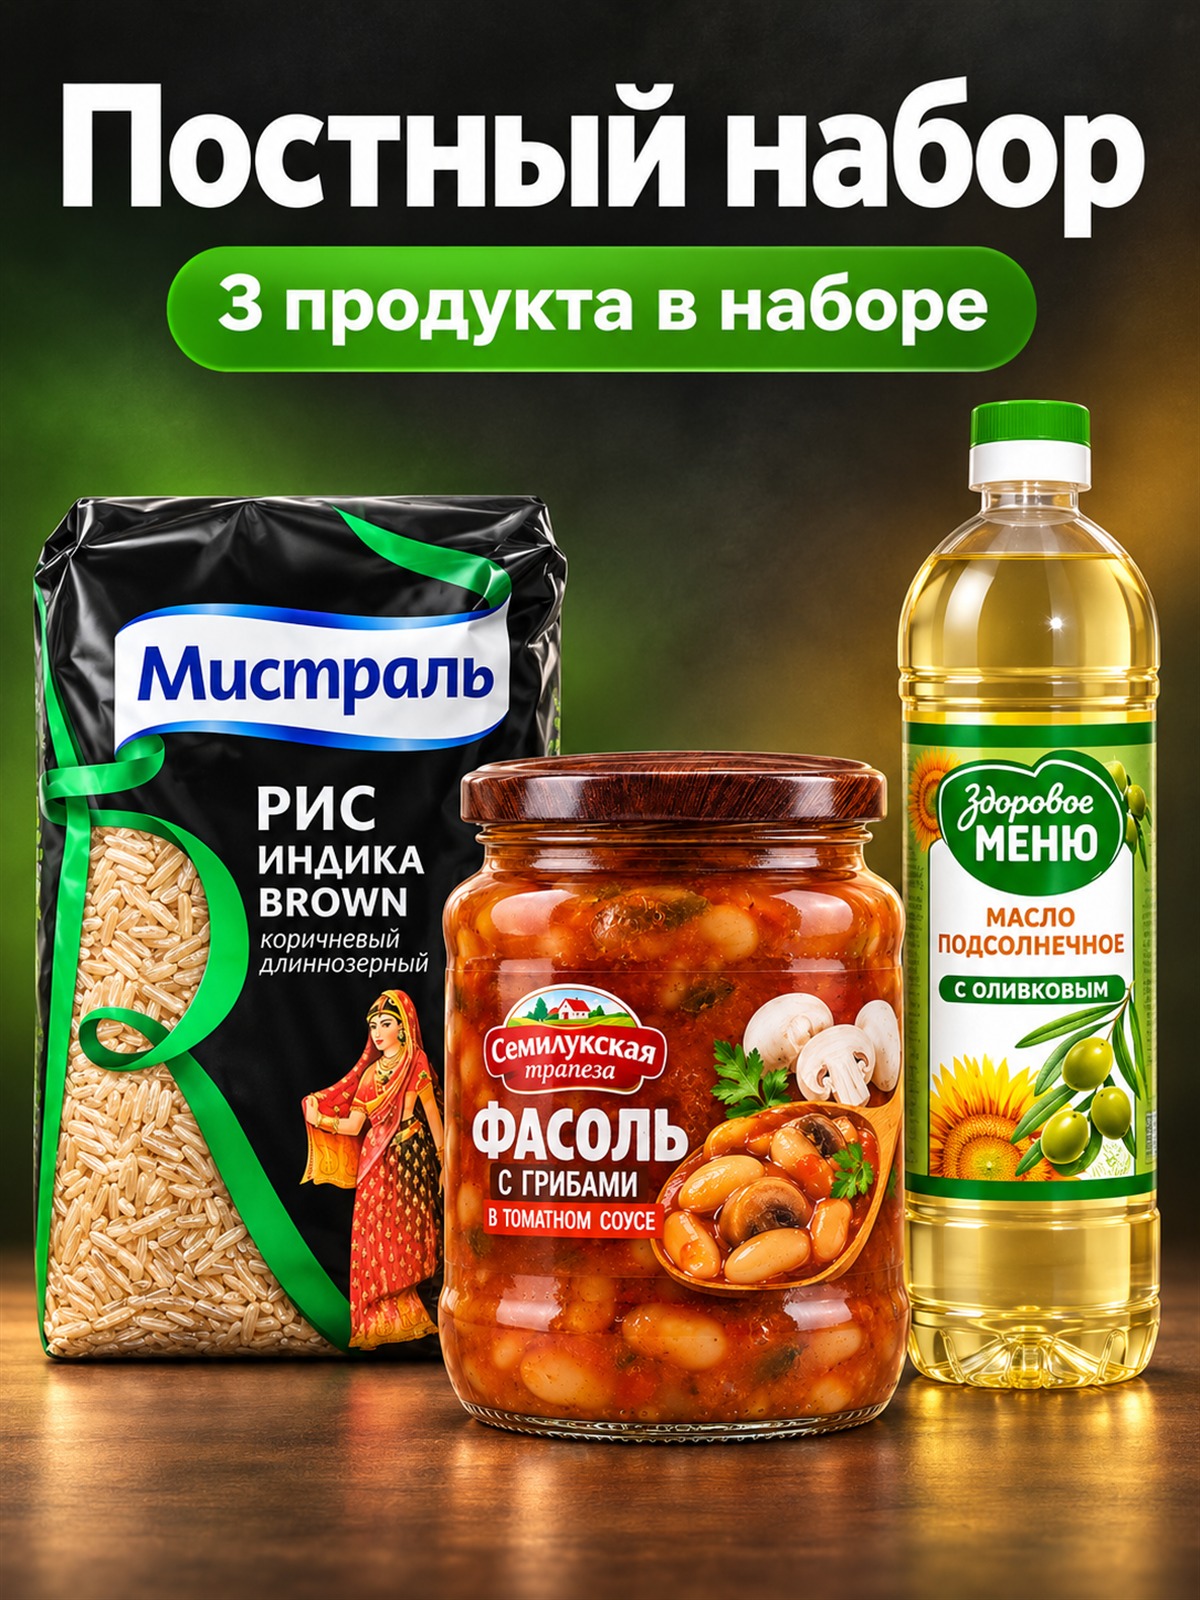 Постный набор
3 продукта в наборе
Мистраль
РИС
ИНДИКА
BROWN
коричневый
длиннозерный
Семилукская
трапеза
ФАСОЛЬ
С ГРИБАМИ
В ТОМАТНОМ СОУСЕ
Здоровое
МЕНЮ
МАСЛО
ПОДСОЛНЕЧНОЕ
С ОЛИВКОВЫМ